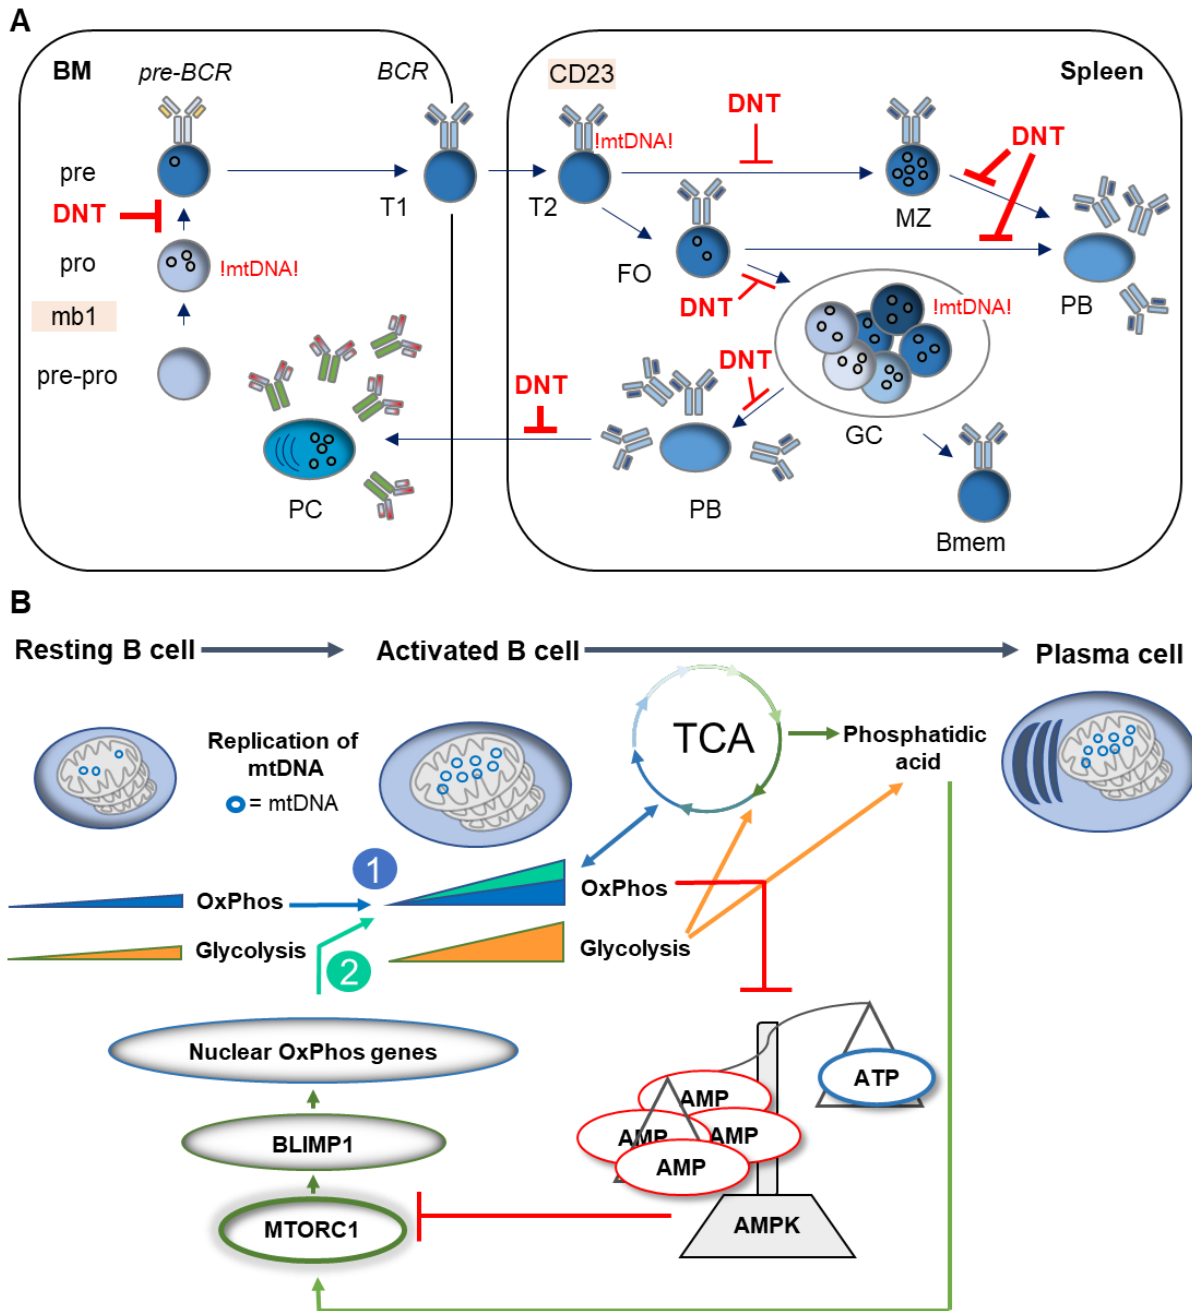 A
BM
pre-BCR
BCR
CD23
Spleen
DNT
DNT
!mtDNA!
pre
T1
T2
MZ
DNT
pro
!mtDNA!
FO
DNT
!mtDNA!
PB
mb1
pre-pro
DNT
DNT
GC
PC
PB
Bmem
B
Resting B cell
Activated B cell
Plasma cell
Replication of
mtDNA
= mtDNA
TCA
Phosphatidic
acid
1
OxPhos
OxPhos
Glycolysis
Glycolysis
2
Nuclear OxPhos genes
ATP
AMP
AMP
AMP
AMP
BLIMP1
MTORC1
AMPK